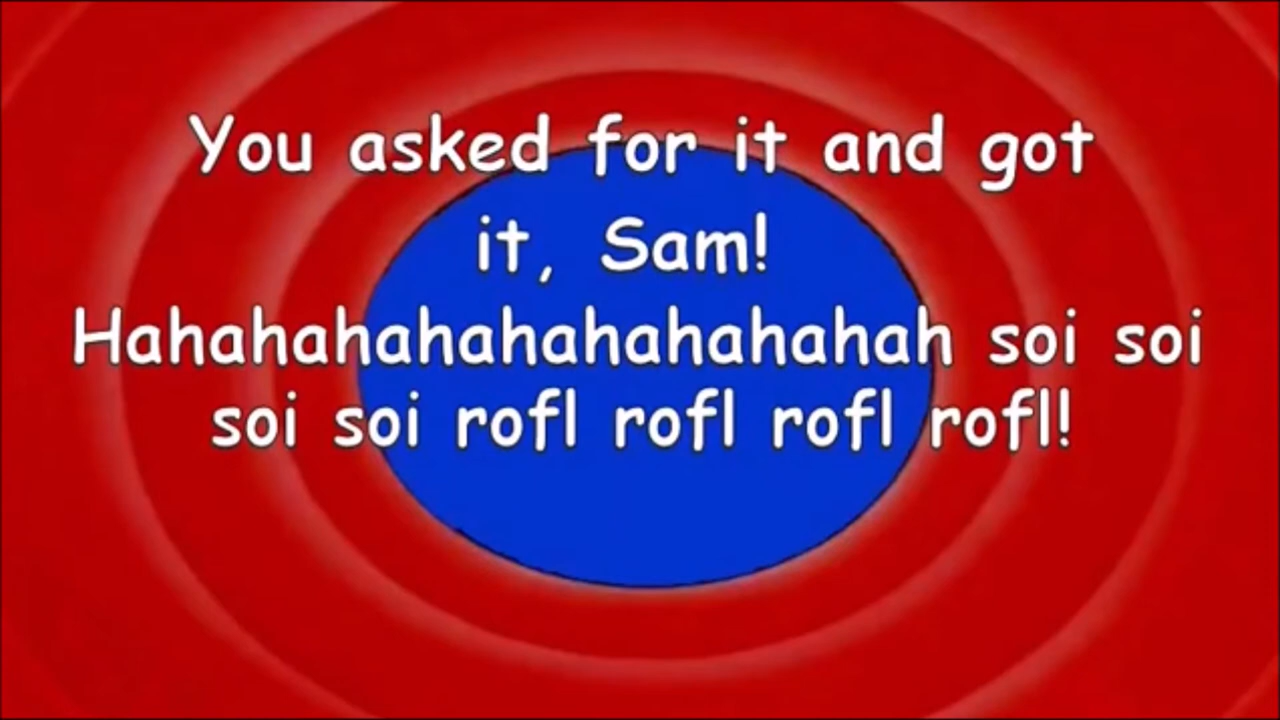 You asked for it and got
it, Sam!
Hahahahahahahahahahah soi soi
soi soi rofl rofl rofl rofl!